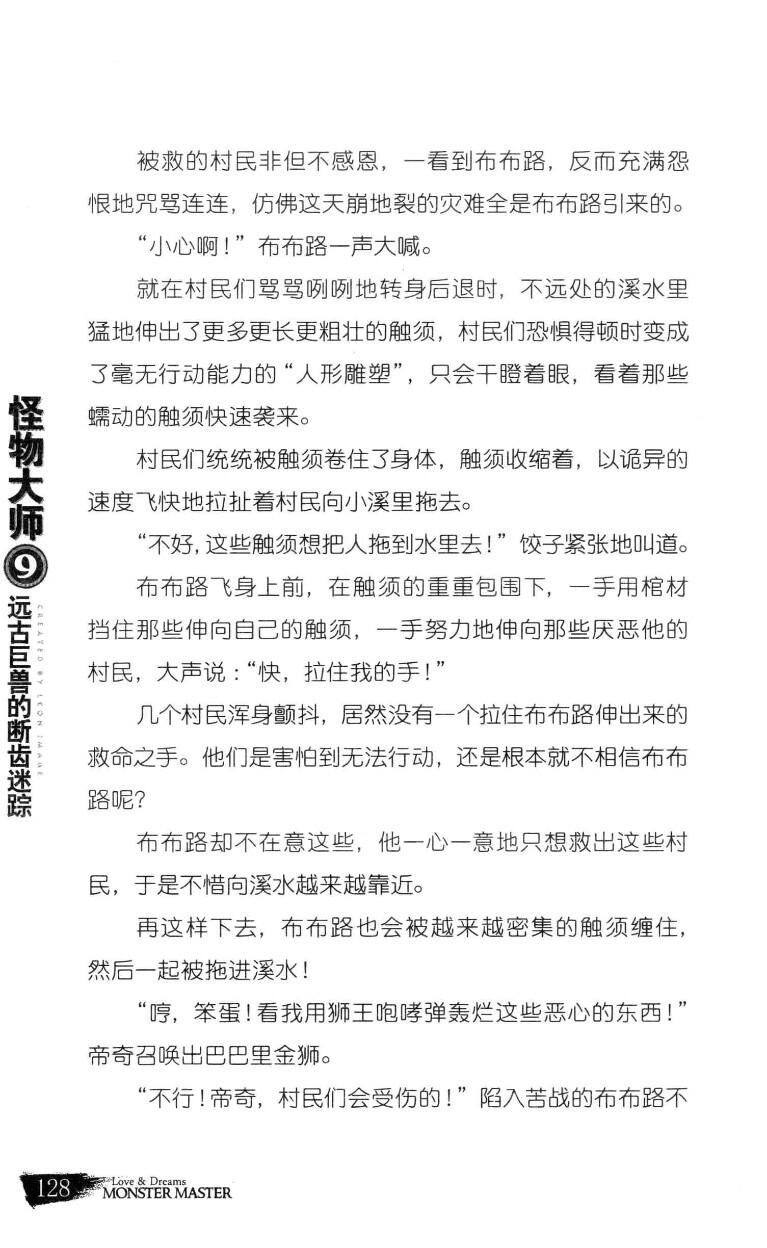 被救的村民非但不感恩，一看到布布路，反而充满怨
恨地咒骂连连，仿佛这天崩地裂的灾难全是布布路引来的。
“小心啊！”布布路一声大喊。
就在村民们骂骂咧咧地转身后退时，不远处的溪水里
猛地伸出了更多更长更粗壮的触须，村民们恐惧得顿时变成
了毫无行动能力的“人形雕塑”，只会干瞪着眼，看着那些
蠕动的触须快速袭来。
村民们统统被触须卷住了身体，触须收缩着，以诡异的
速度飞快地拉扯着村民向小溪里拖去。
“不好，这些触须想把人拖到水里去！”饺子紧张地叫道。
布布路飞身上前，在触须的重重包围下，一手用棺材
挡住那些伸向自己的触须，一手努力地伸向那些厌恶他的
村民，大声说：“快，拉住我的手！”
几个村民浑身颤抖，居然没有一个拉住布布路伸出来的
救命之手。他们是害怕到无法行动，还是根本就不相信布布
路呢？
布布路却不在意这些，他一心一意地只想救出这些村
民，于是不惜向溪水越来越靠近。
再这样下去，布布路也会被越来越密集的触须缠住，
然后一起被拖进溪水！
“哼，笨蛋！看我用狮王咆哮弹轰烂这些恶心的东西！”
帝奇召唤出巴巴里金狮。
“不行！帝奇，村民们会受伤的！”陷入苦战的布布路不
怪物大师
9
远古巨兽的断齿迷踪
CREATED BY LEON IMAGE
128
Love & Dreams
MONSTER MASTER